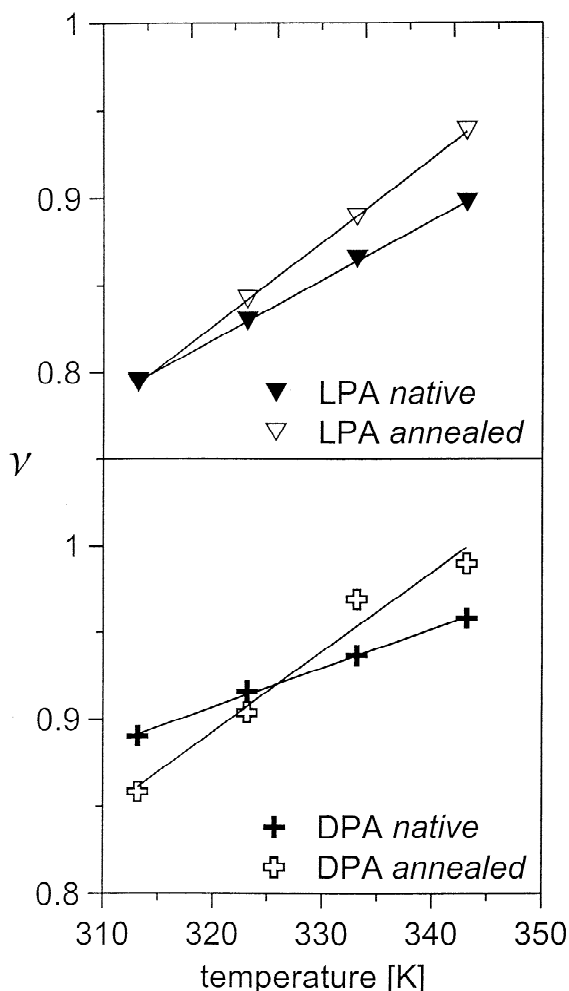 1
0.9
0.8
LPA native
LPA annealed
ν
1
0.9
0.8
DPA native
DPA annealed
310 320 330 340 350
temperature [K]